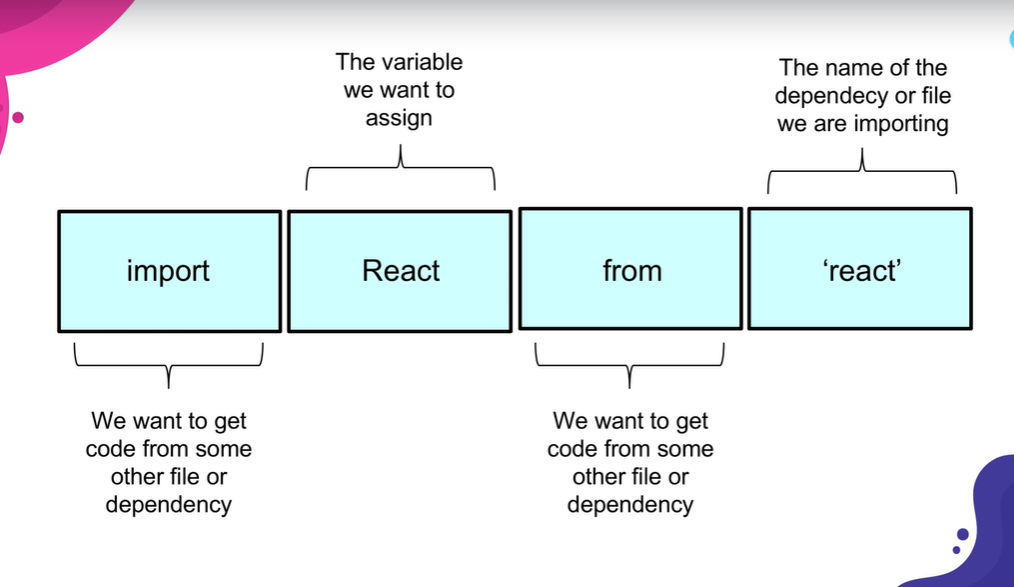 The variable
we want to
assign
The name of the
dependecy or file
we are importing
import
React
from
‘react’
We want to get
code from some
other file or
dependency
We want to get
code from some
other file or
dependency